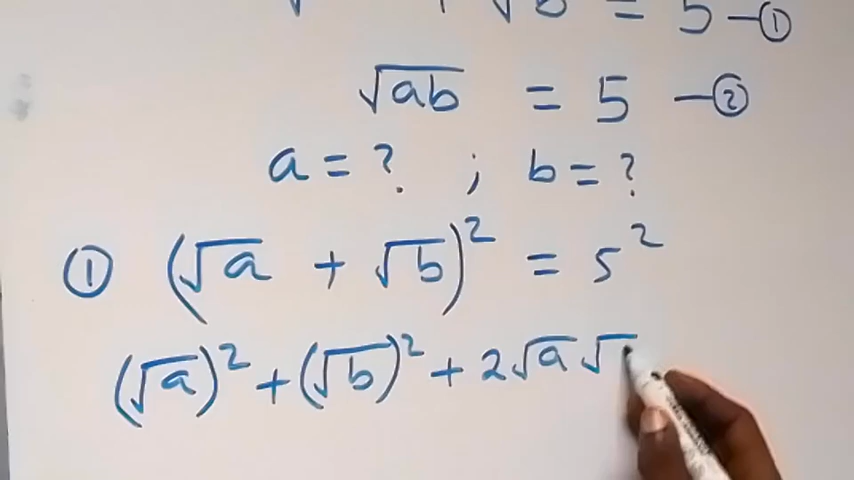 √ + √b = 5 —①
√ab = 5 —②
a = ? ; b = ?
① (√a + √b)² = 5²
(√a)² + (√b)² + 2√a√